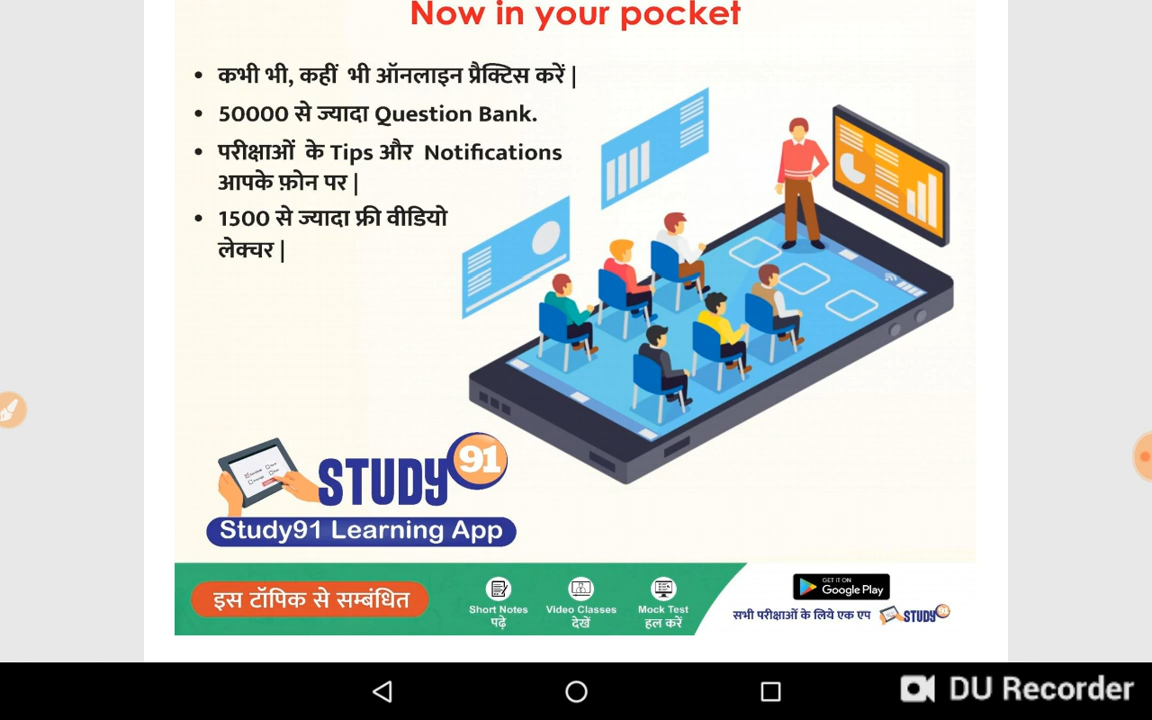 Now in your pocket
• कभी भी, कहीं भी ऑनलाइन प्रैक्टिस करें |
• 50000 से ज्यादा Question Bank.
• परीक्षाओं के Tips और Notifications
आपके फ़ोन पर |
• 1500 से ज्यादा फ्री वीडियो
लेक्चर |
STUDY 91
Study91 Learning App
इस टॉपिक से सम्बंधित
Short Notes
पढ़े
Video Classes
देखें
Mock Test
हल करें
GET IT ON
Google Play
सभी परीक्षाओं के लिये एक एप
STUDY 91
DU Recorder